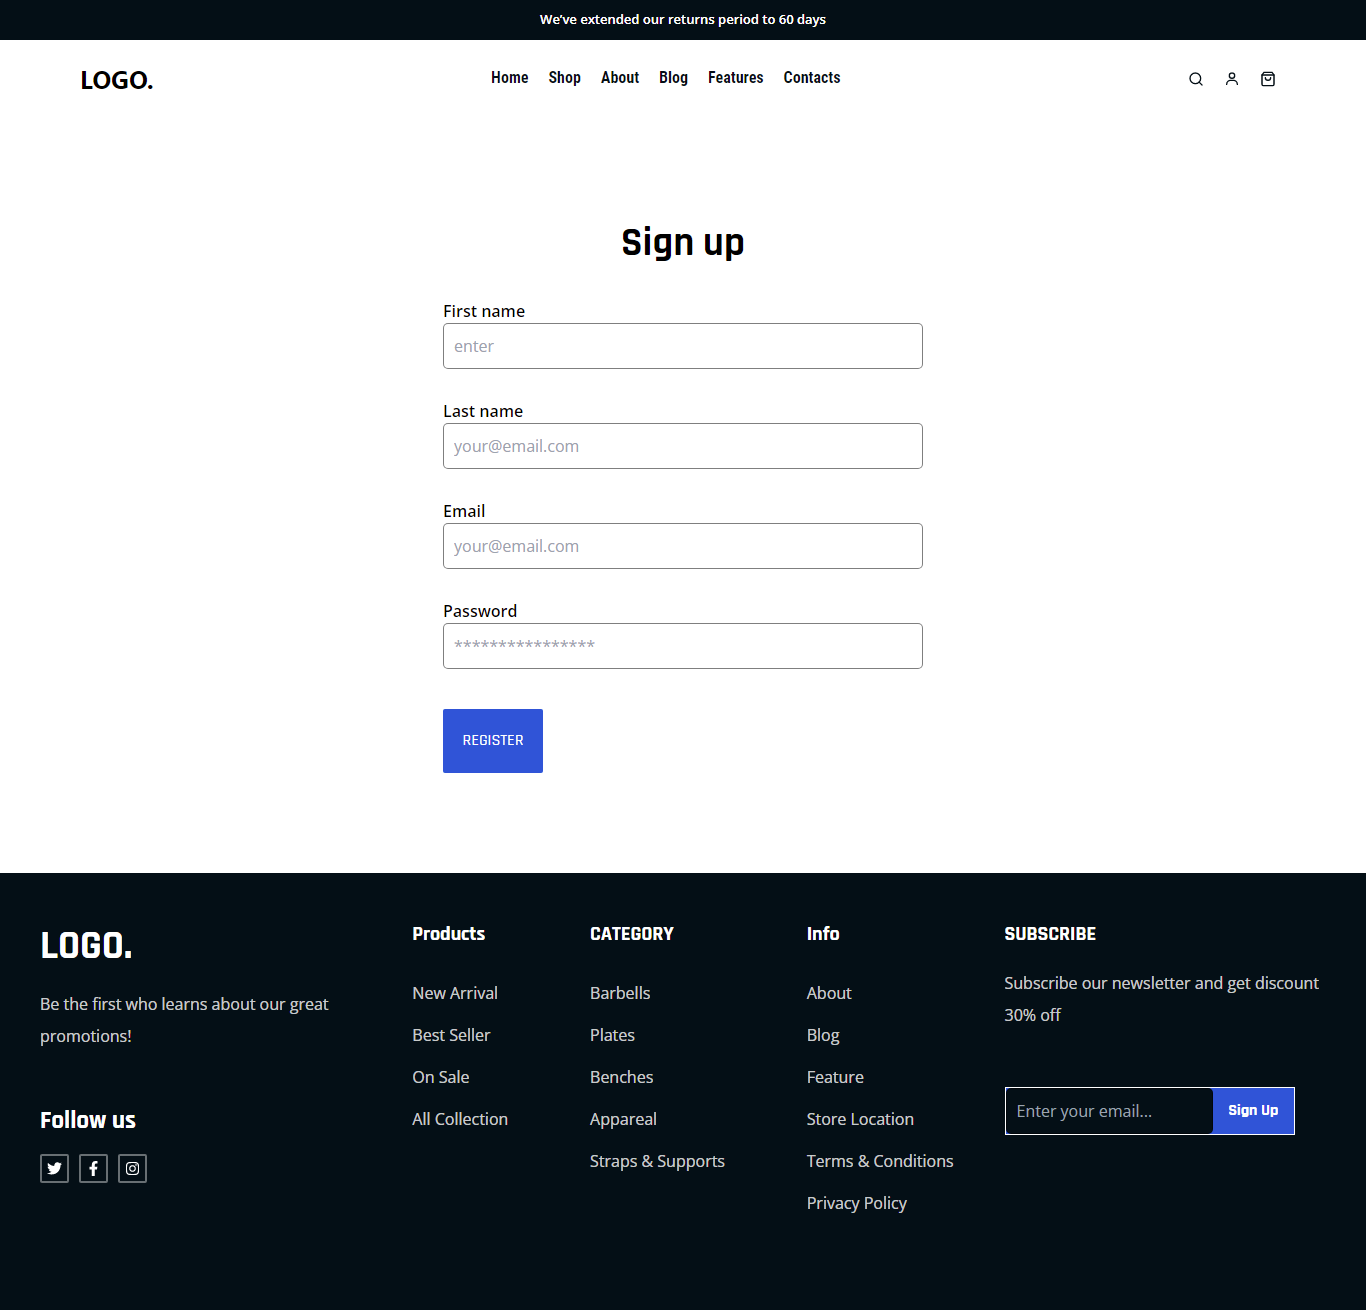 We've extended our returns period to 60 days
LOGO.
Home Shop About Blog Features Contacts
Sign up
First name
enter
Last name
your@email.com
Email
your@email.com
Password
****************
REGISTER
LOGO.
Be the first who learns about our great
promotions!
Follow us
Products
New Arrival
Best Seller
On Sale
All Collection
CATEGORY
Barbells
Plates
Benches
Appareal
Straps & Supports
Info
About
Blog
Feature
Store Location
Terms & Conditions
Privacy Policy
SUBSCRIBE
Subscribe our newsletter and get discount
30% off
Enter your email... Sign Up